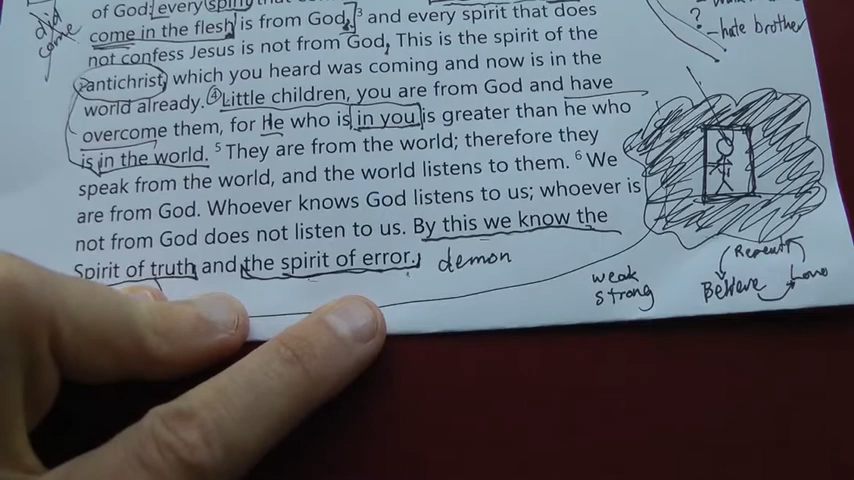 of God: every spirit that
come in the flesh is from God, 3 and every spirit that does
not confess Jesus is not from God, This is the spirit of the
antichrist, which you heard was coming and now is in the
world already. 4 Little children, you are from God and have
overcome them, for He who is in you is greater than he who
is in the world. 5 They are from the world; therefore they
speak from the world, and the world listens to them. 6 We
are from God. Whoever knows God listens to us; whoever is
not from God does not listen to us. By this we know the
Spirit of truth and the spirit of error.
demon
did
come
?
-hate brother
weak
strong
Repent
Believe
Love